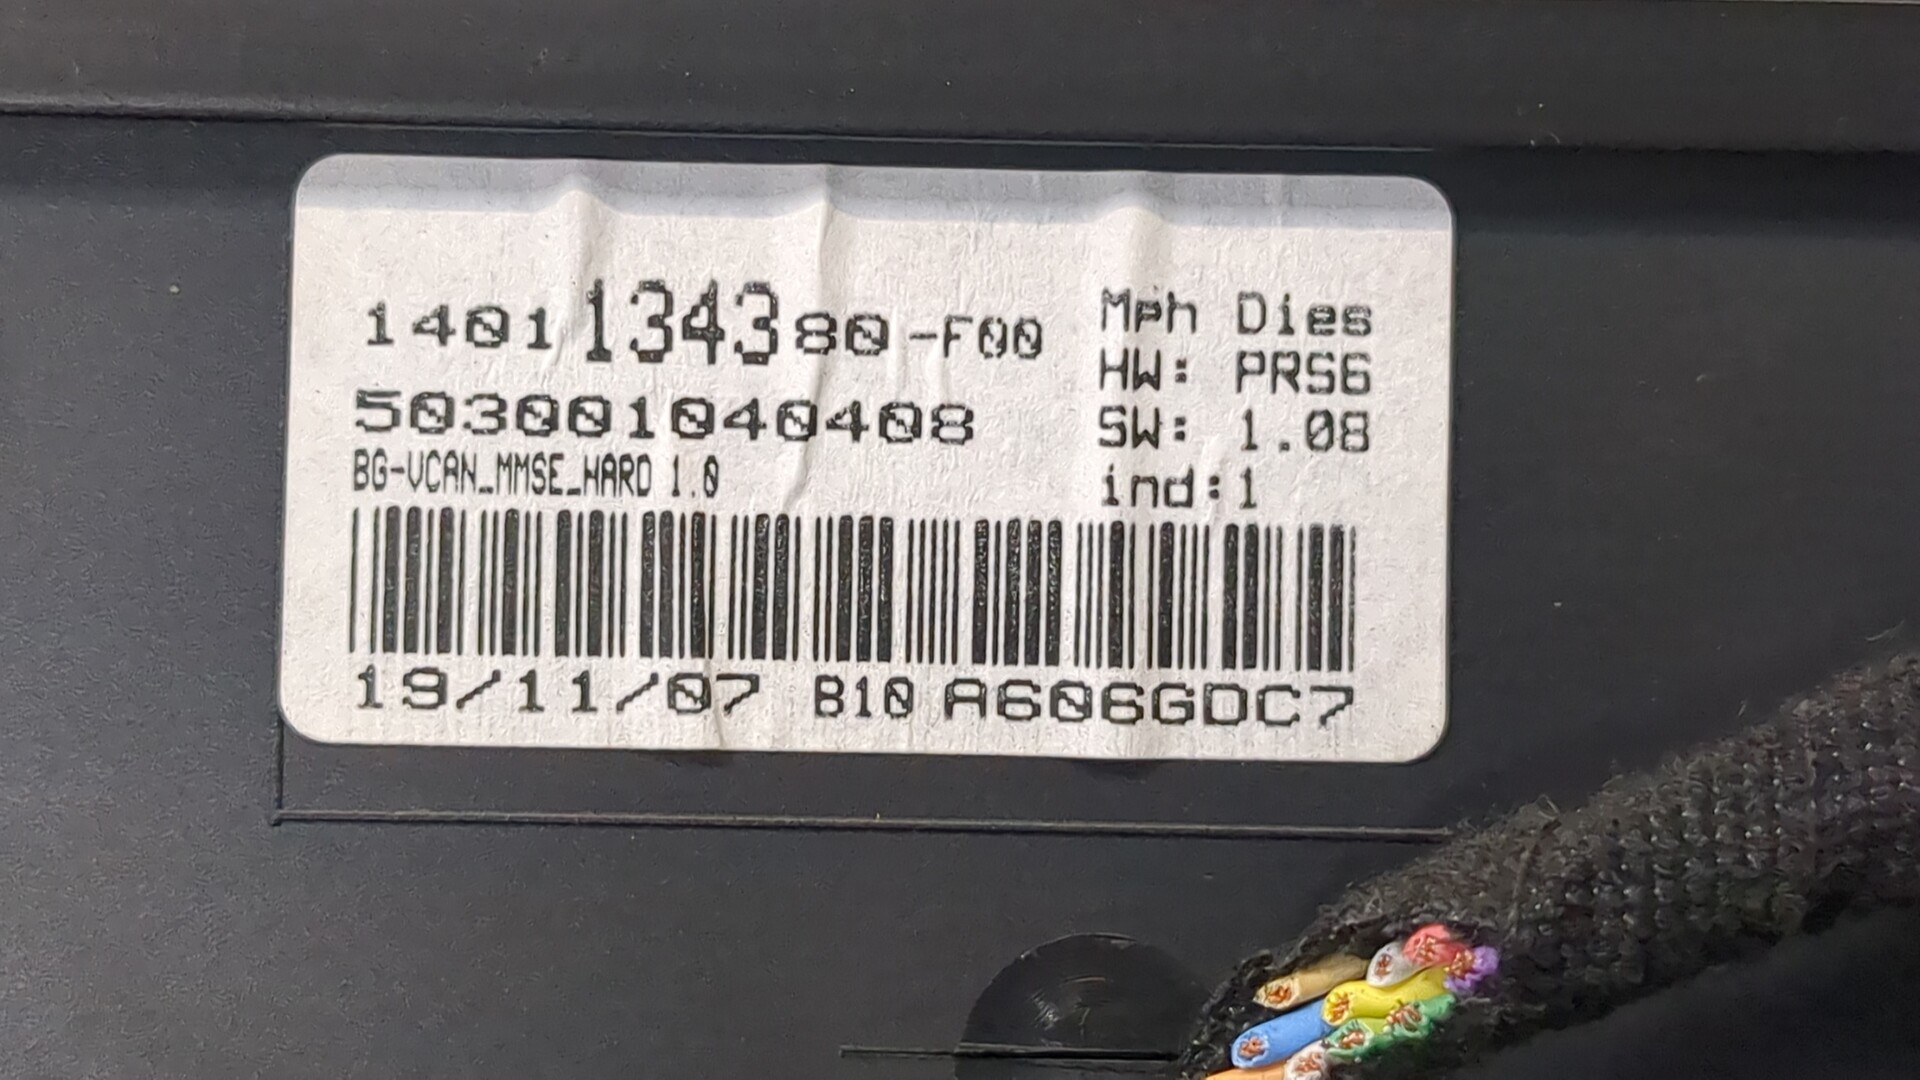 1401134380-F00
503001040408
BG-VCAN_MMSE_HARD 1.0
Mph Dies
HW: PRS6
SW: 1.08
ind:1
19/11/07 B10 A606GDC7